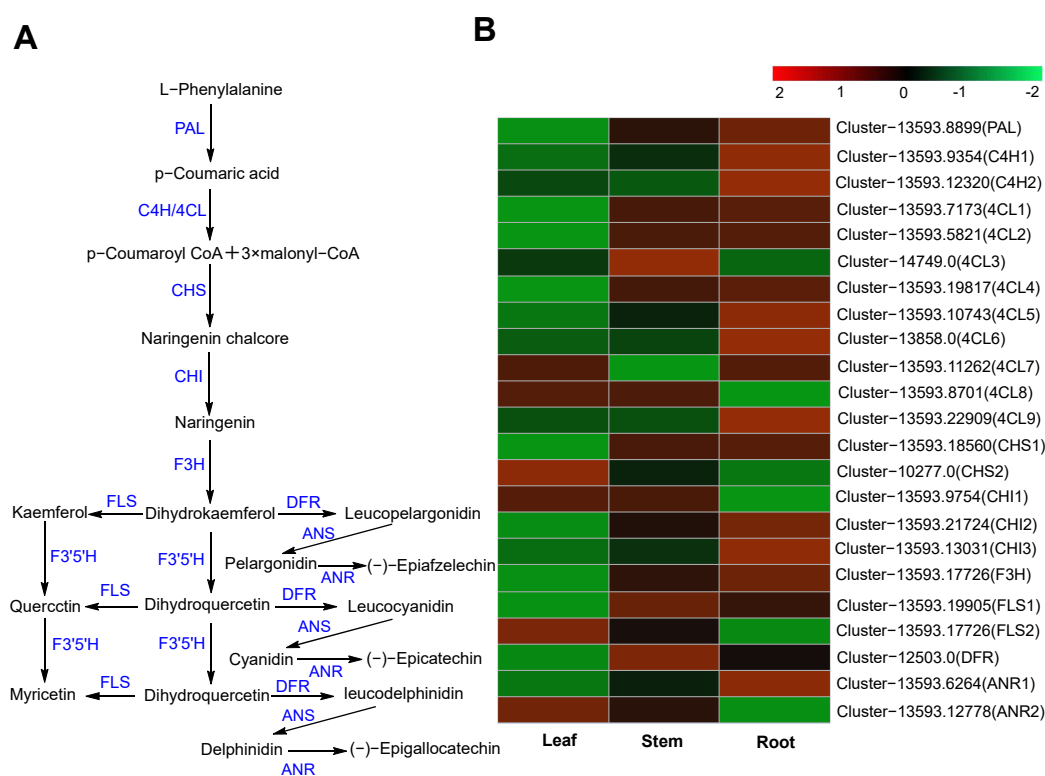 A
L−Phenylalanine
PAL
p−Coumaric acid
C4H/4CL
p−Coumaroyl CoA＋3×malonyl−CoA
CHS
Naringenin chalcore
CHI
Naringenin
F3H
Kaemferol FLS Dihydrokaemferol DFR Leucopelargonidin
ANS
F3'5'H F3'5'H Pelargonidin ANR (−)−Epiafzelechin
Quercctin FLS Dihydroquercetin DFR Leucocyanidin
ANS
F3'5'H F3'5'H Cyanidin ANR (−)−Epicatechin
Myricetin FLS Dihydroquercetin DFR leucodelphinidin
ANS
Delphinidin ANR (−)−Epigallocatechin
B
2 1 0 -1 -2
Cluster−13593.8899(PAL)
Cluster−13593.9354(C4H1)
Cluster−13593.12320(C4H2)
Cluster−13593.7173(4CL1)
Cluster−13593.5821(4CL2)
Cluster−14749.0(4CL3)
Cluster−13593.19817(4CL4)
Cluster−13593.10743(4CL5)
Cluster−13858.0(4CL6)
Cluster−13593.11262(4CL7)
Cluster−13593.8701(4CL8)
Cluster−13593.22909(4CL9)
Cluster−13593.18560(CHS1)
Cluster−10277.0(CHS2)
Cluster−13593.9754(CHI1)
Cluster−13593.21724(CHI2)
Cluster−13593.13031(CHI3)
Cluster−13593.17726(F3H)
Cluster−13593.19905(FLS1)
Cluster−13593.17726(FLS2)
Cluster−12503.0(DFR)
Cluster−13593.6264(ANR1)
Cluster−13593.12778(ANR2)
Leaf Stem Root